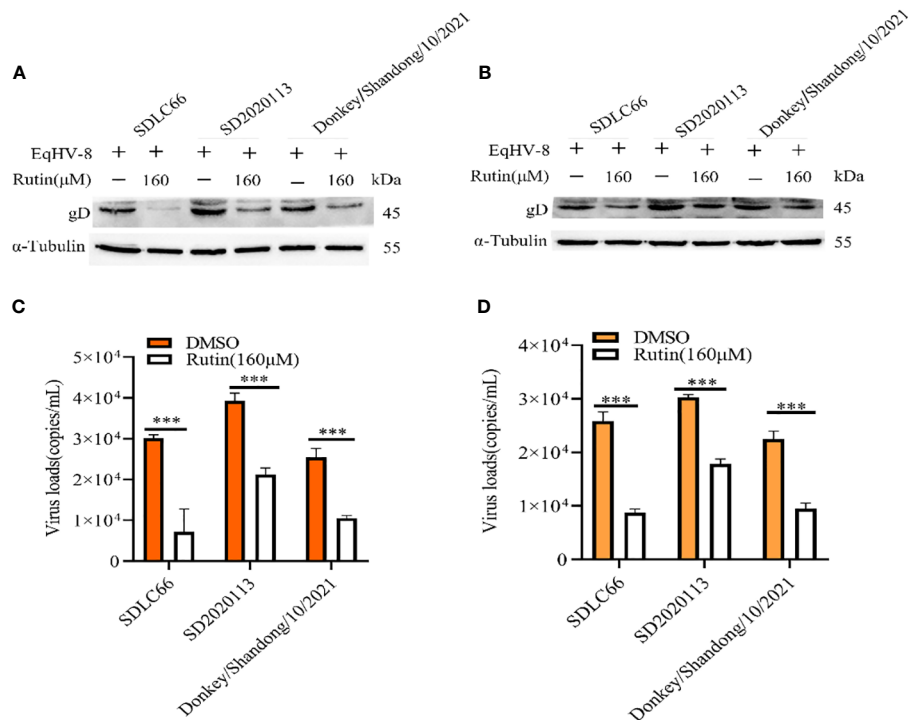 A
SDLC66
SD2020113
Donkey/Shandong/10/2021
EqHV-8 + + + + + +
Rutin(μM) – 160 – 160 – 160 kDa
gD 45
α-Tubulin 55
B
SDLC66
SD2020113
Donkey/Shandong/10/2021
EqHV-8 + + + + + +
Rutin(μM) – 160 – 160 – 160 kDa
gD 45
α-Tubulin 55
C
DMSO
Rutin(160μM)
Virus loads(copies/mL)
5×10⁴
4×10⁴
3×10⁴
2×10⁴
1×10⁴
0
***
***
***
SDLC66
SD2020113
Donkey/Shandong/10/2021
D
DMSO
Rutin(160μM)
Virus loads(copies/mL)
4×10⁴
3×10⁴
2×10⁴
1×10⁴
0
***
***
***
SDLC66
SD2020113
Donkey/Shandong/10/2021